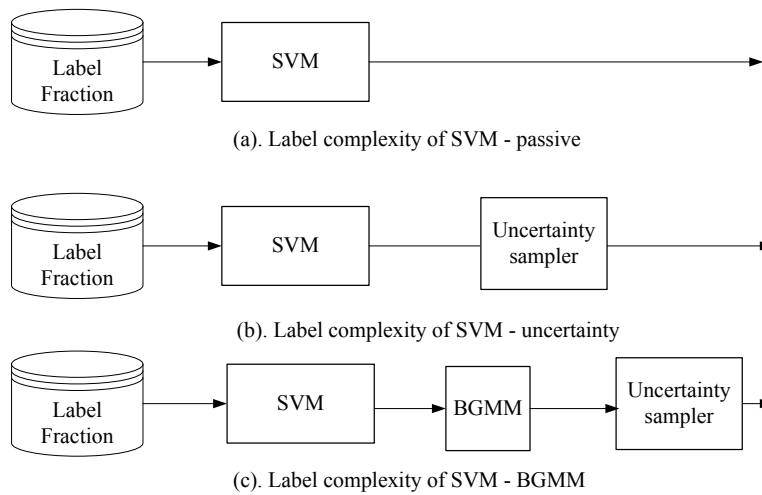 Label
Fraction
SVM
(a). Label complexity of SVM - passive
Label
Fraction
SVM
Uncertainty
sampler
(b). Label complexity of SVM - uncertainty
Label
Fraction
SVM
BGMM
Uncertainty
sampler
(c). Label complexity of SVM - BGMM